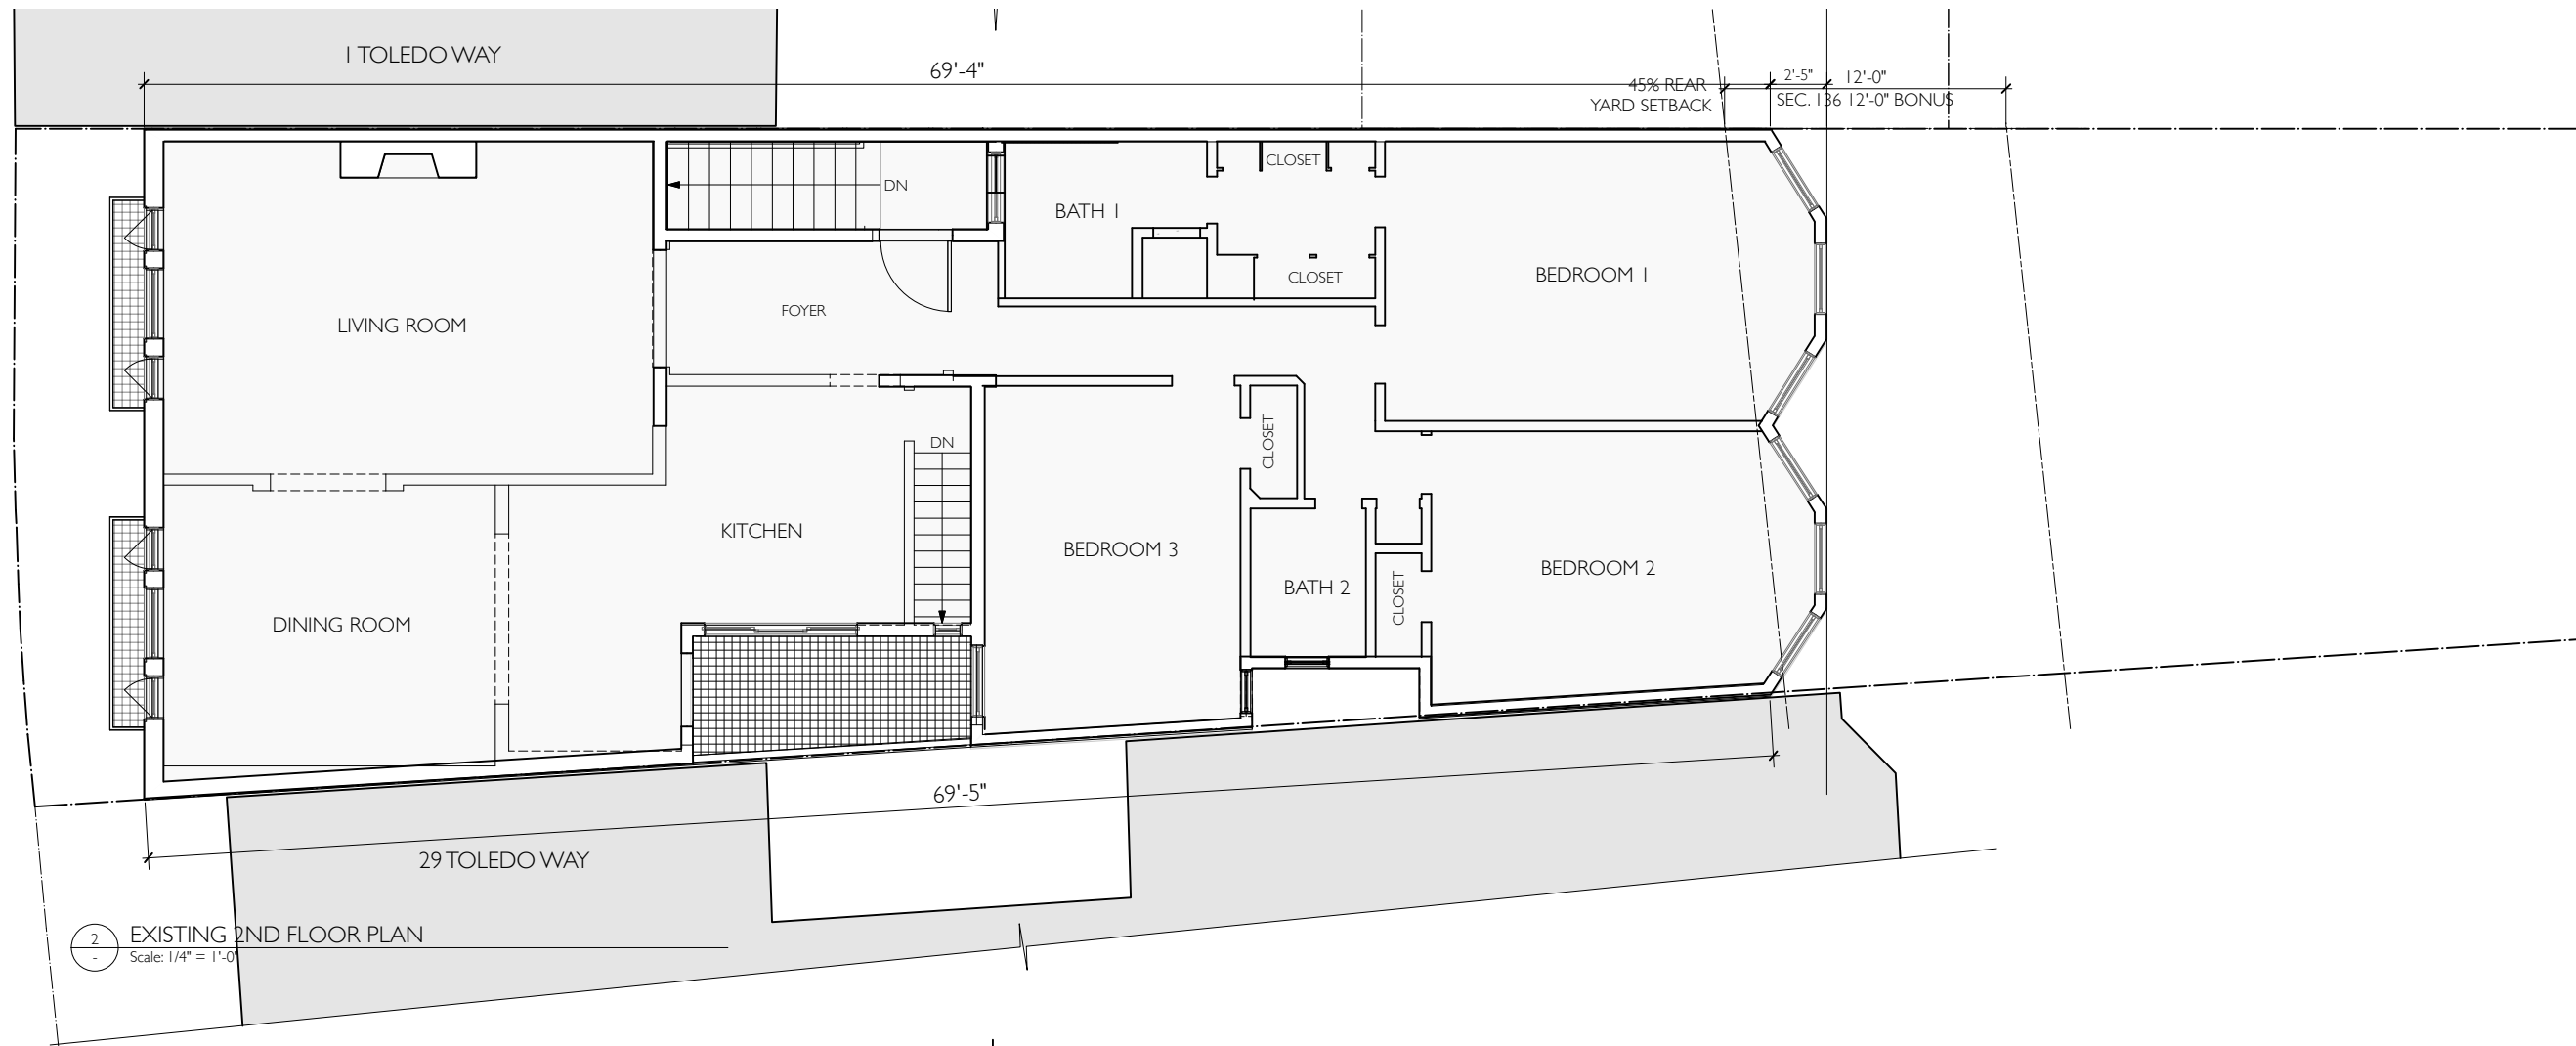 1 TOLEDO WAY
69'-4"
45% REAR
YARD SETBACK
2'-5"
12'-0"
SEC. 136 12'-0" BONUS
CLOSET
DN
BATH 1
BEDROOM 1
CLOSET
FOYER
LIVING ROOM
DN
CLOSET
KITCHEN
BEDROOM 3
BEDROOM 2
BATH 2
CLOSET
DINING ROOM
69'-5"
29 TOLEDO WAY
2
-
EXISTING 2ND FLOOR PLAN
Scale: 1/4" = 1'-0"